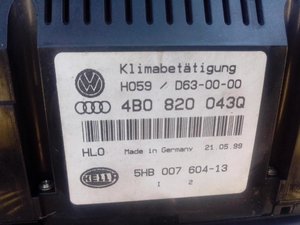 Klimabetätigung
H059 / D63-00-00
4B0 820 043Q
HLO Made in Germany 21.05.99
HELLA
5HB 007 604-13
1 2